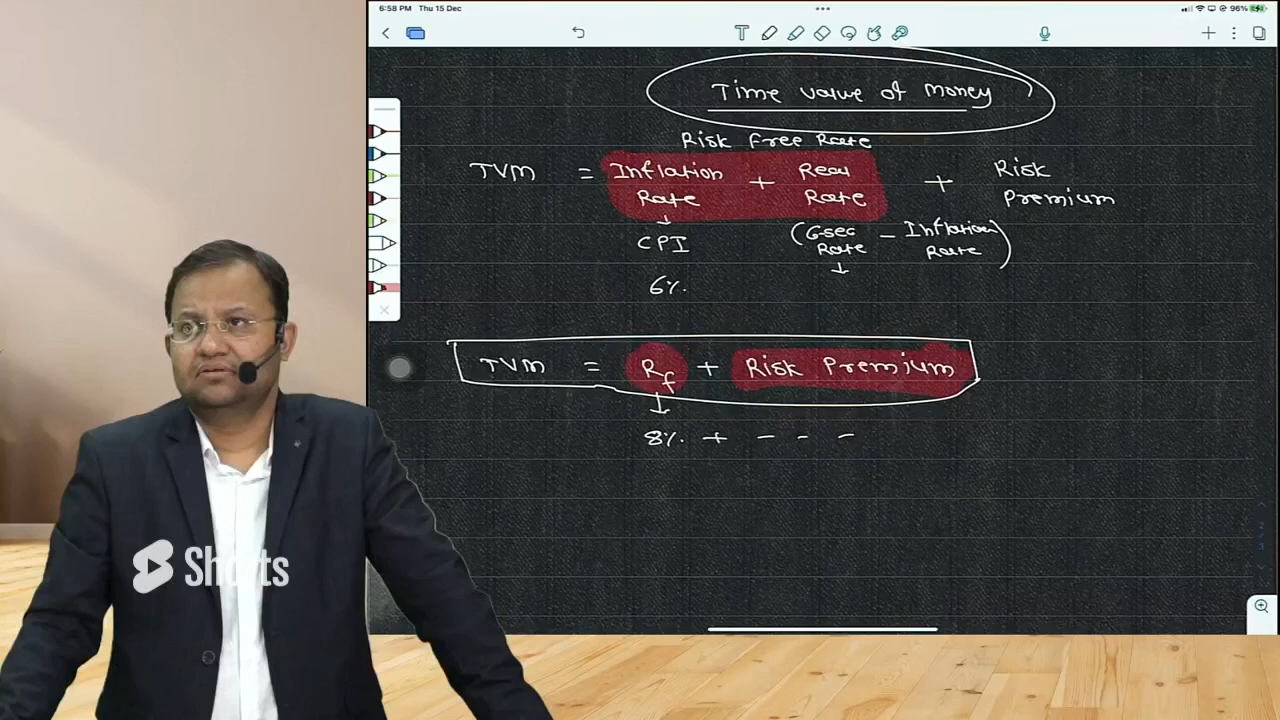 6:58 PM Thu 15 Dec
96%
Time value of money
Risk Free Rate
TVM = Inflation Rate + Real Rate + Risk Premium
CPI
(G-sec Rate - Inflation Rate)
6%.
TVM = Rf + Risk Premium
8%. + - - -
Shorts